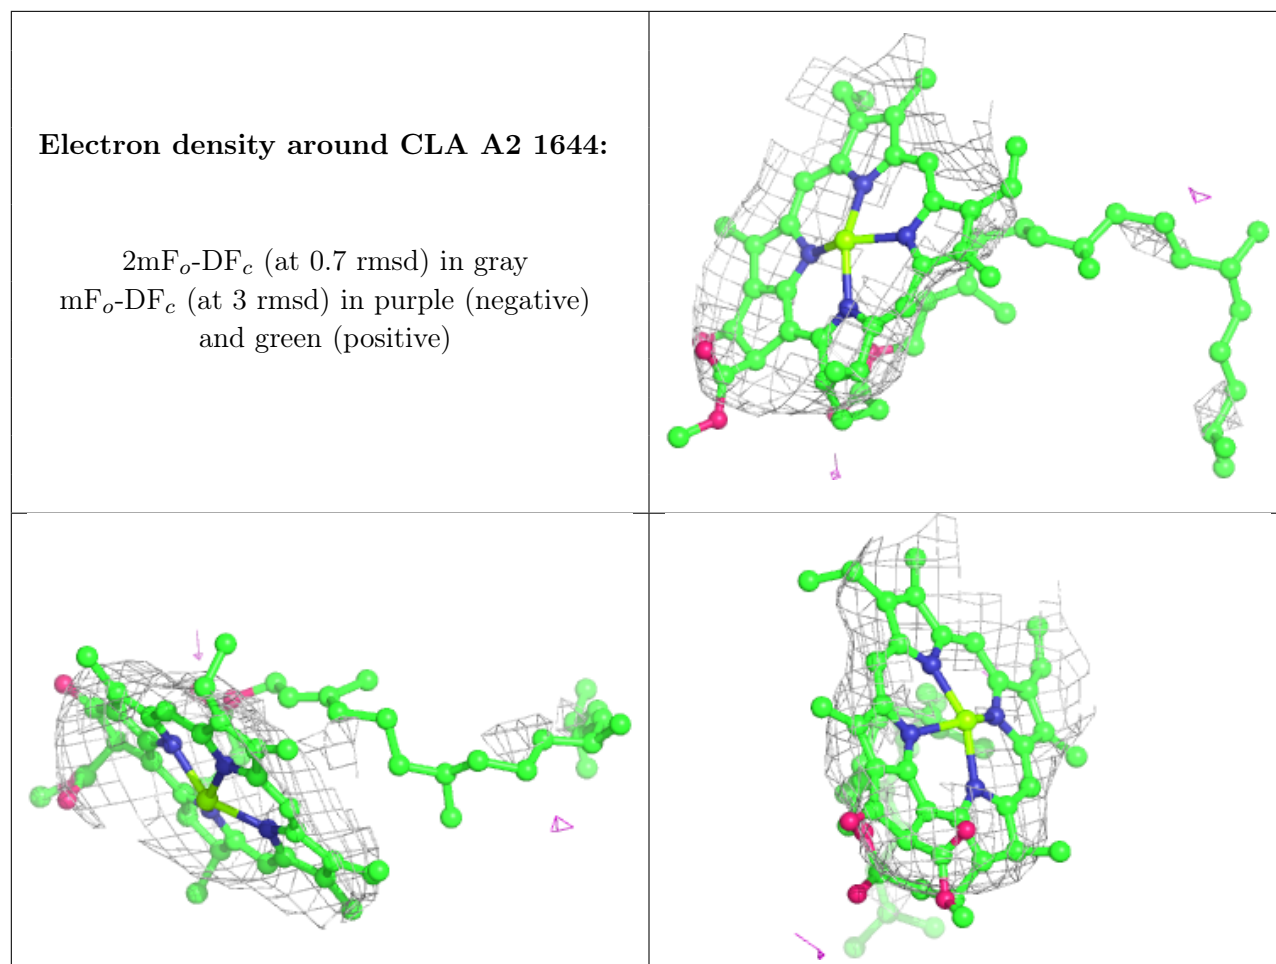 Electron density around CLA A2 1644:
2mFo-DFc (at 0.7 rmsd) in gray
mFo-DFc (at 3 rmsd) in purple (negative)
and green (positive)